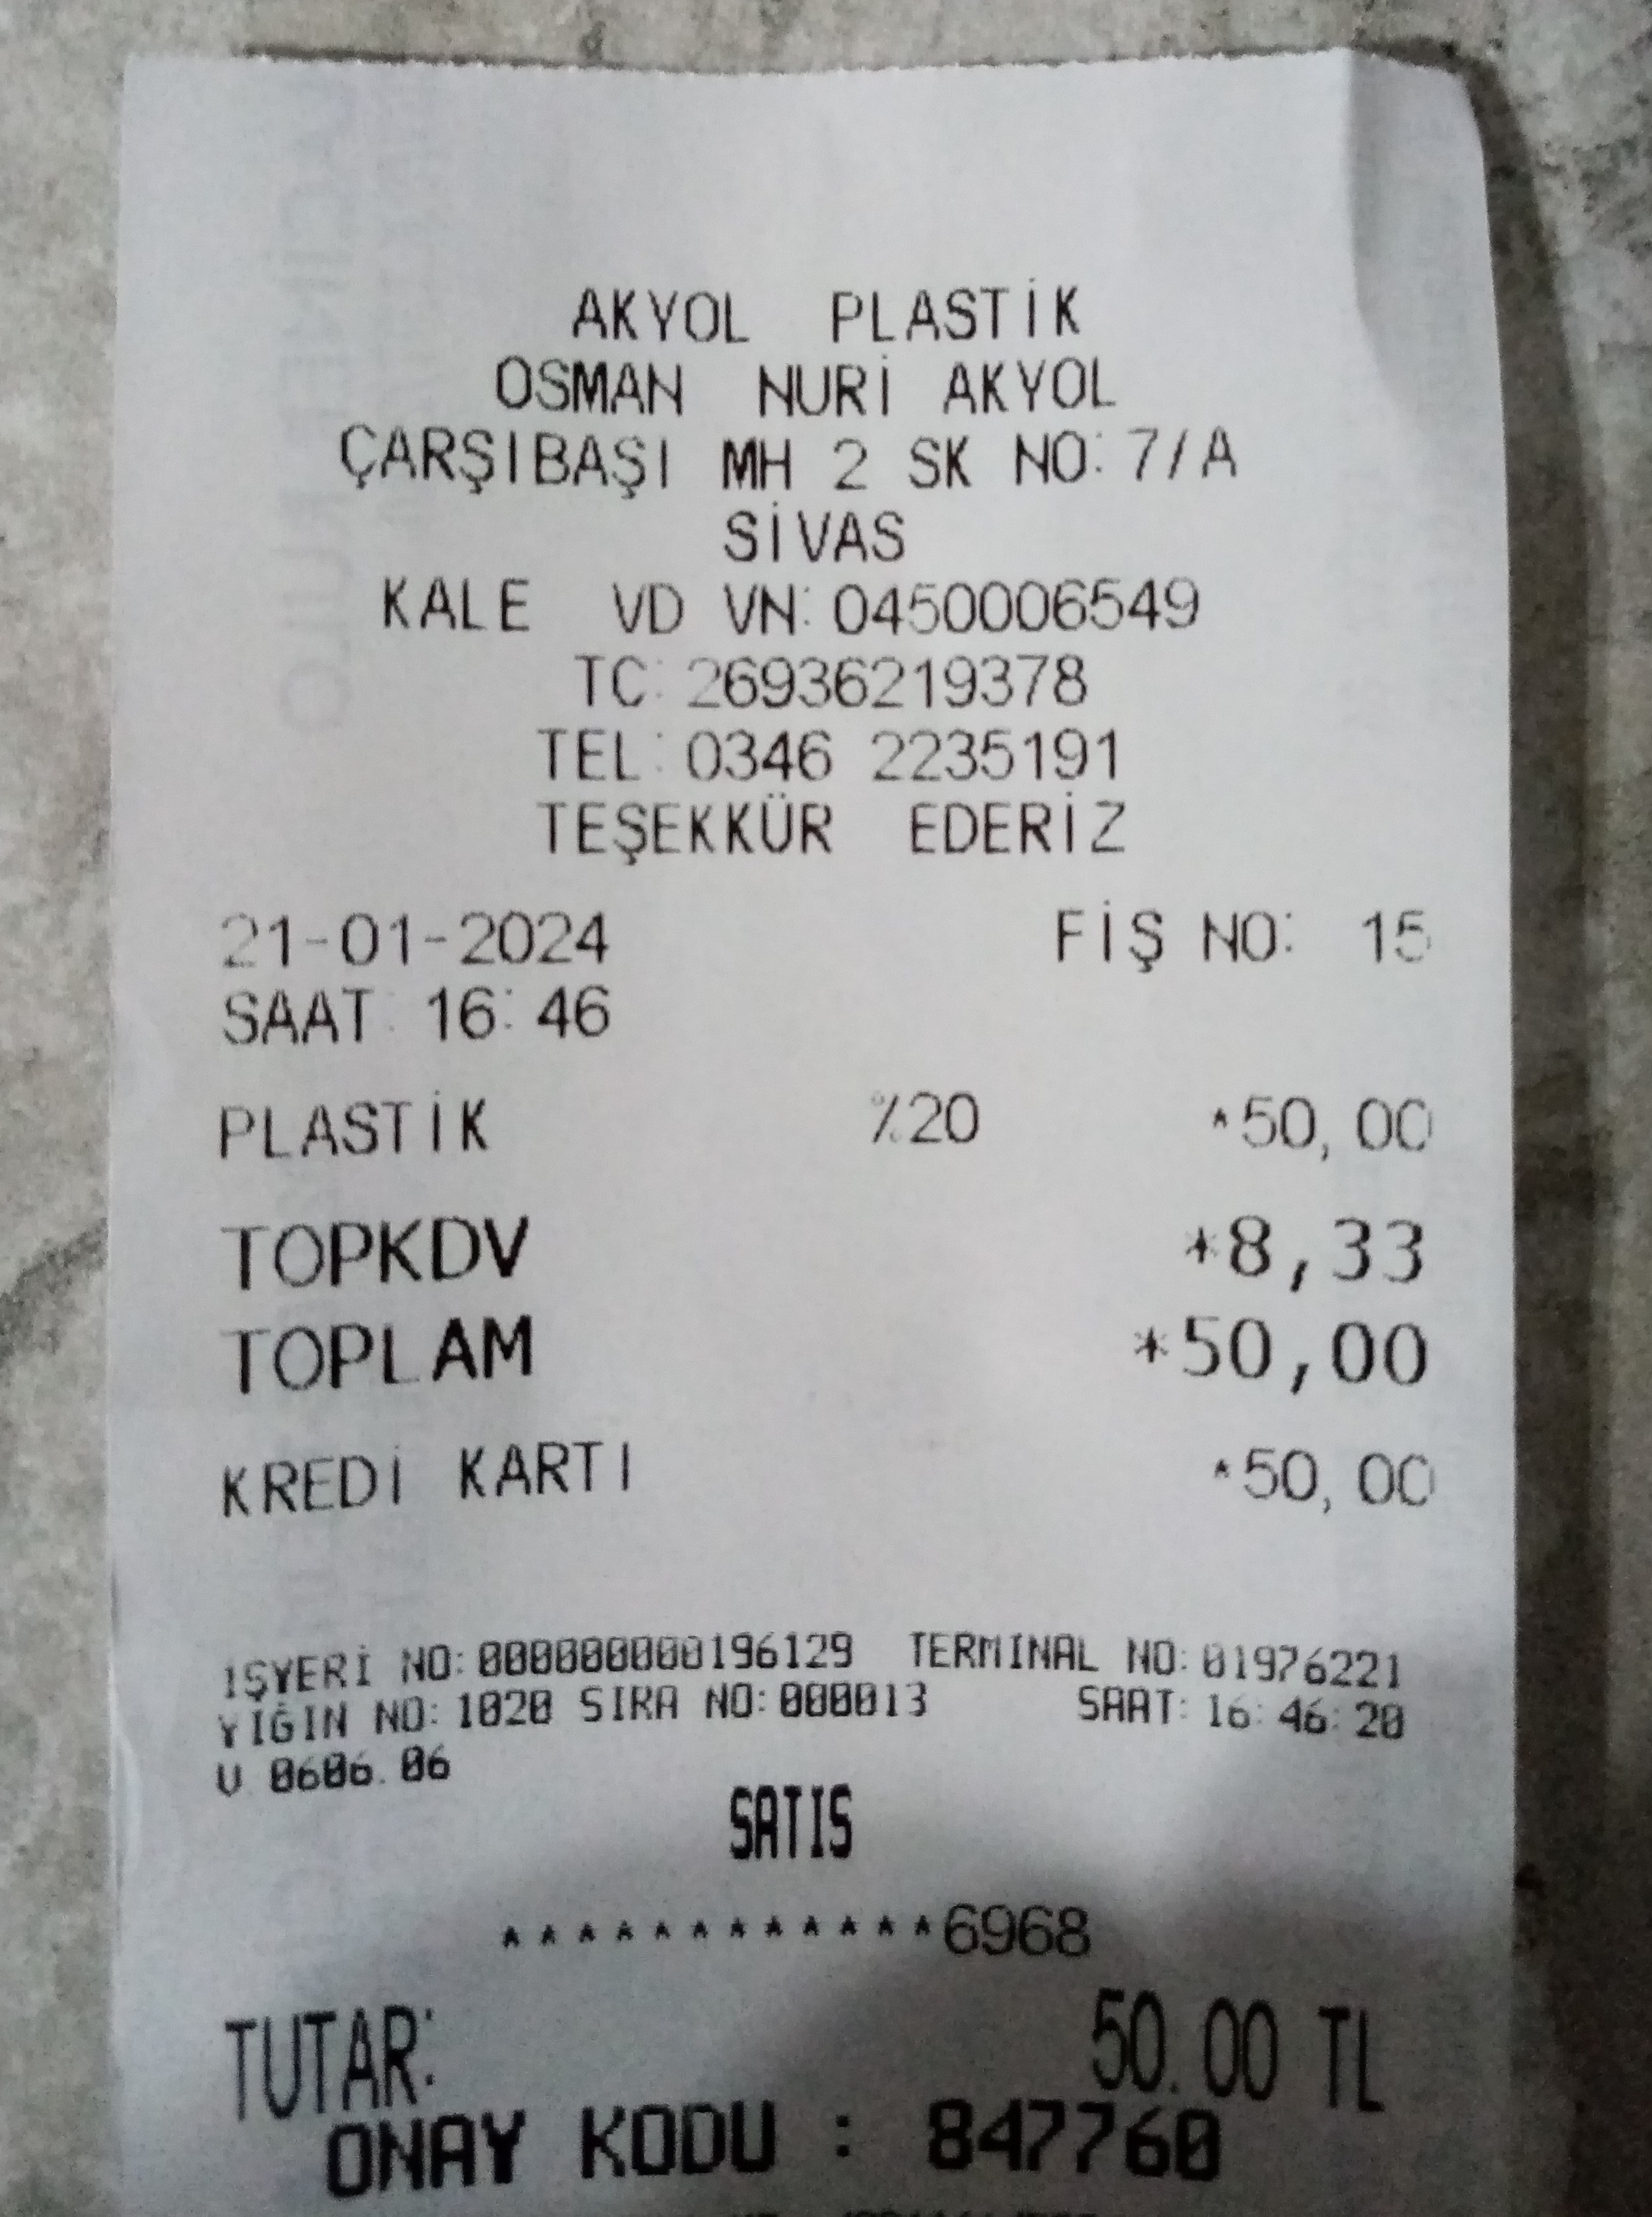 AKYOL PLASTİK
OSMAN NURİ AKYOL
ÇARŞIBAŞI MH 2 SK NO:7/A
SİVAS
KALE VD VN:0450006549
TC:26936219378
TEL:0346 2235191
TEŞEKKÜR EDERİZ
21-01-2024 FİŞ NO: 15
SAAT:16:46
PLASTİK %20 *50,00
TOPKDV *8,33
TOPLAM *50,00
KREDİ KARTI *50,00
IŞYERİ NO:000000000196129 TERMINAL NO:01976221
YIĞIN NO:1020 SIRA NO:000013 SAAT:16:46:20
V 0606.06
SATIS
************6968
TUTAR: 50.00 TL
ONAY KODU : 847760